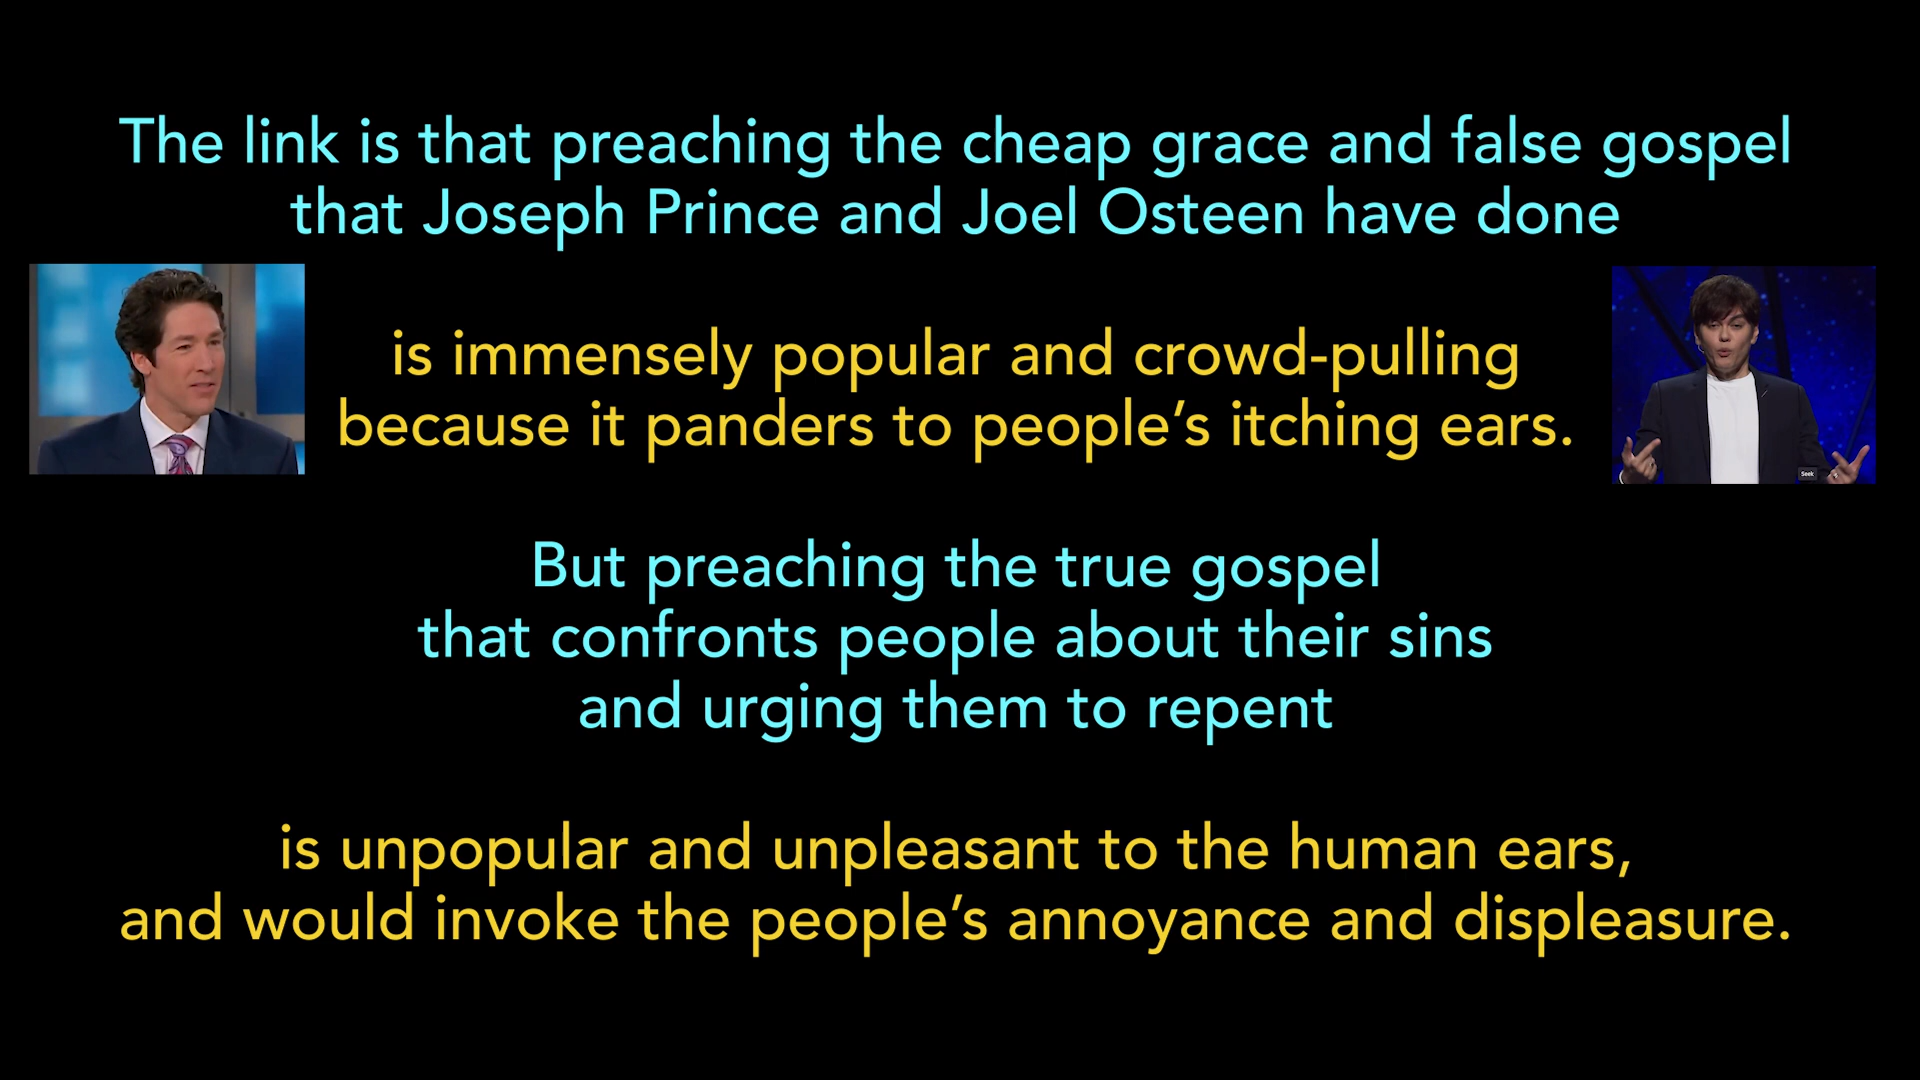 The link is that preaching the cheap grace and false gospel
that Joseph Prince and Joel Osteen have done
is immensely popular and crowd-pulling
because it panders to people’s itching ears.
Seek
But preaching the true gospel
that confronts people about their sins
and urging them to repent
is unpopular and unpleasant to the human ears,
and would invoke the people’s annoyance and displeasure.